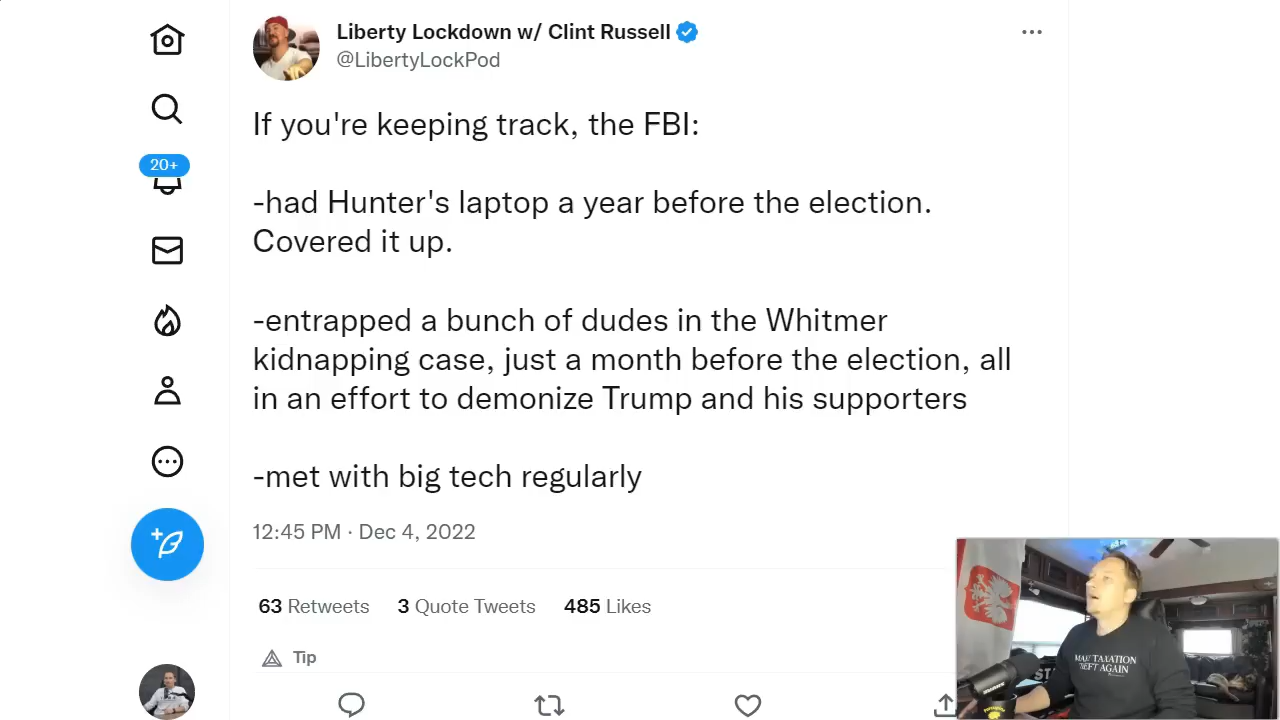 Liberty Lockdown w/ Clint Russell
@LibertyLockPod
If you're keeping track, the FBI:
-had Hunter's laptop a year before the election.
Covered it up.
20+
-entrapped a bunch of dudes in the Whitmer
kidnapping case, just a month before the election, all
in an effort to demonize Trump and his supporters
-met with big tech regularly
12:45 PM · Dec 4, 2022
63 Retweets 3 Quote Tweets 485 Likes
Tip
TAXATION
THEFT AGAIN